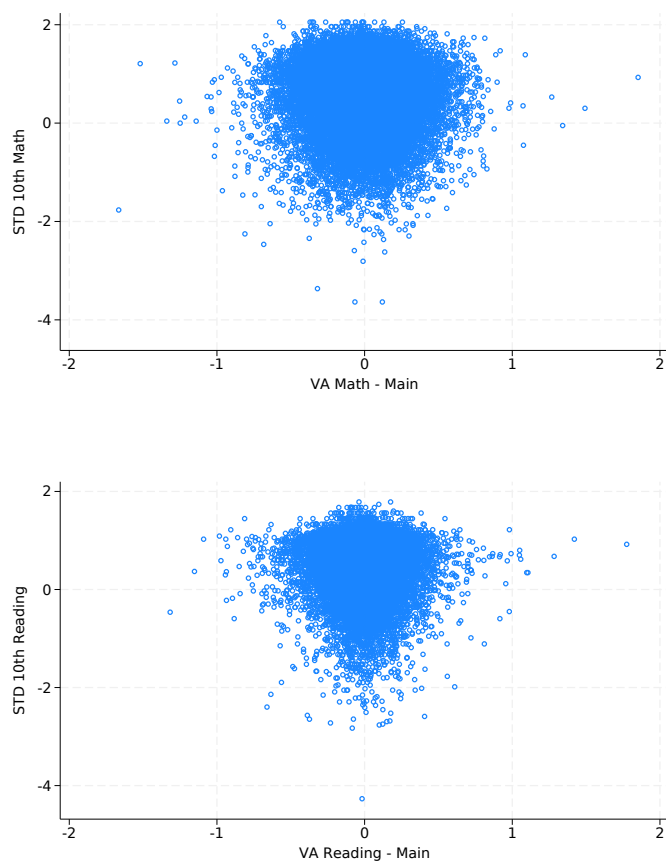 2
0
-2
-4
STD 10th Math
-2 -1 0 1 2
VA Math - Main
2
0
-2
-4
STD 10th Reading
-2 -1 0 1 2
VA Reading - Main